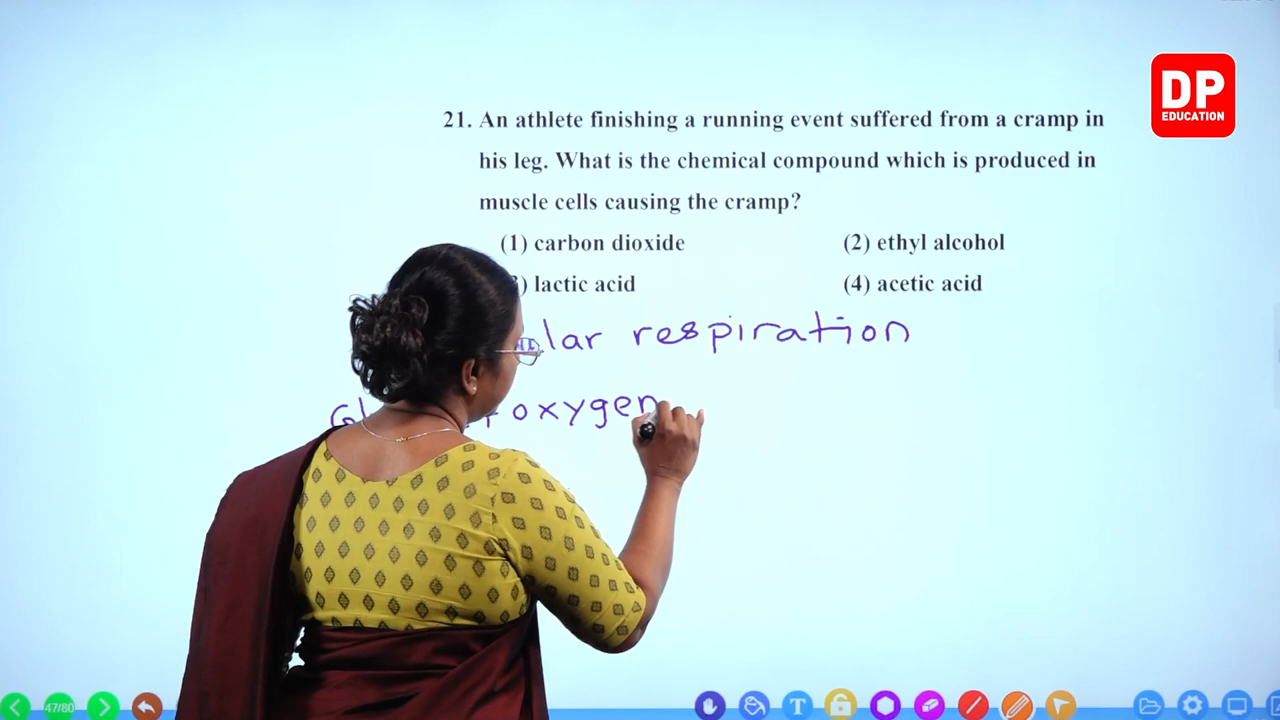 DP
EDUCATION
21. An athlete finishing a running event suffered from a cramp in
his leg. What is the chemical compound which is produced in
muscle cells causing the cramp?
(1) carbon dioxide (2) ethyl alcohol
) lactic acid (4) acetic acid
lar respiration
+ oxygen
47/80
T